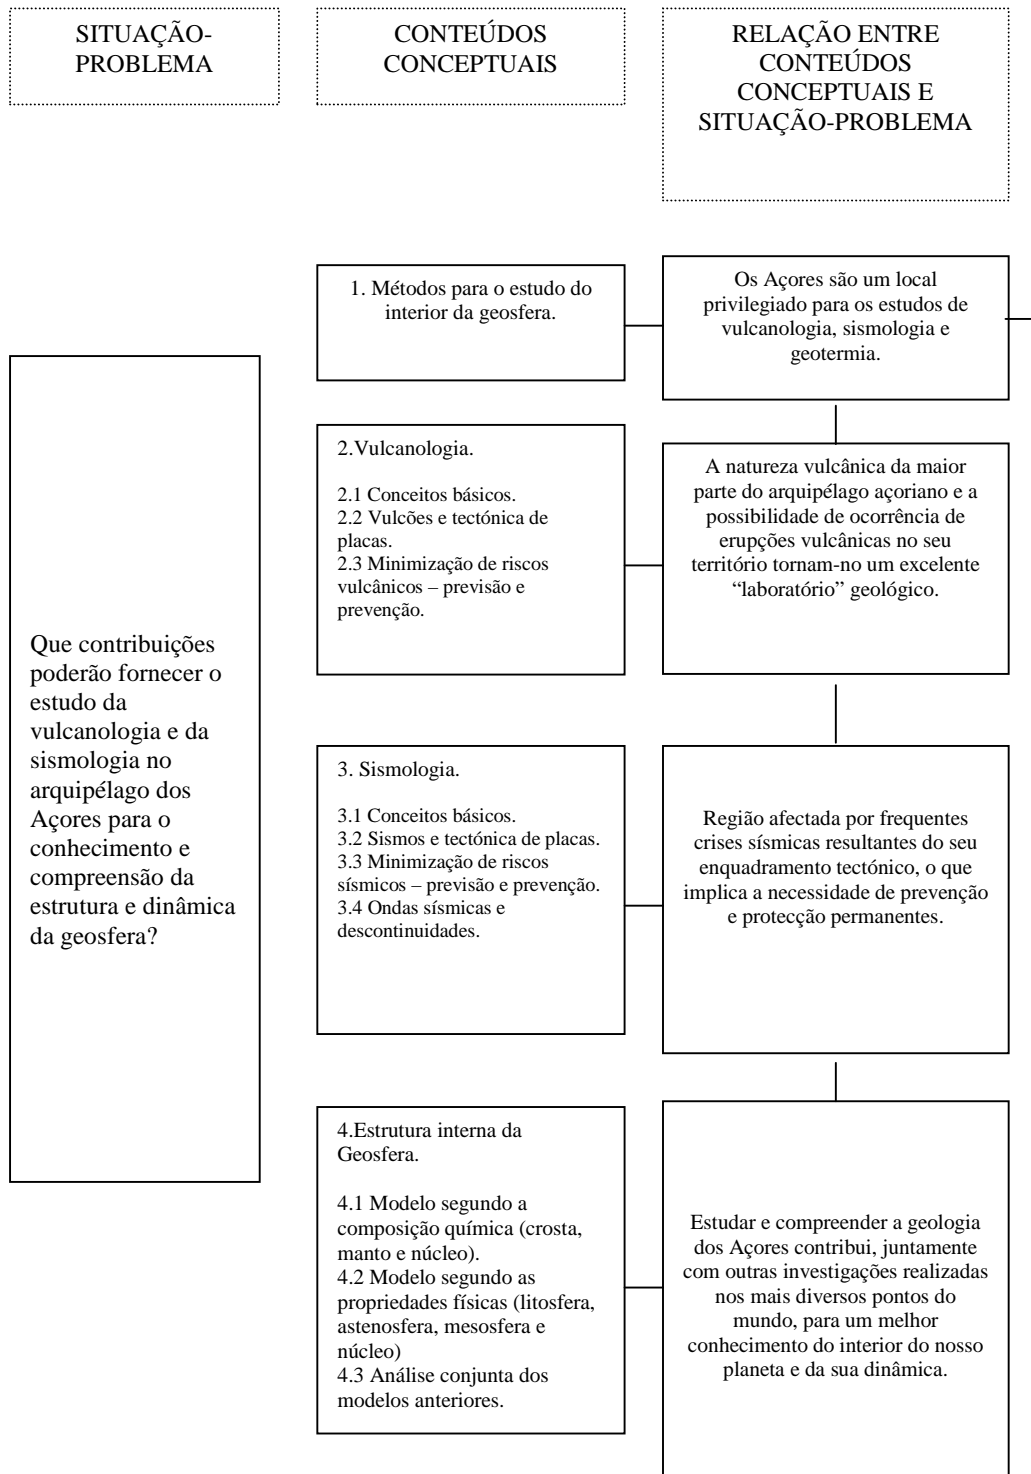 SITUAÇÃO-
PROBLEMA
CONTEÚDOS
CONCEPTUAIS
RELAÇÃO ENTRE
CONTEÚDOS
CONCEPTUAIS E
SITUAÇÃO-PROBLEMA
Que contribuições
poderão fornecer o
estudo da
vulcanologia e da
sismologia no
arquipélago dos
Açores para o
conhecimento e
compreensão da
estrutura e dinâmica
da geosfera?
1. Métodos para o estudo do
interior da geosfera.
Os Açores são um local
privilegiado para os estudos de
vulcanologia, sismologia e
geotermia.
2.Vulcanologia.
2.1 Conceitos básicos.
2.2 Vulcões e tectónica de
placas.
2.3 Minimização de riscos
vulcânicos – previsão e
prevenção.
A natureza vulcânica da maior
parte do arquipélago açoriano e a
possibilidade de ocorrência de
erupções vulcânicas no seu
território tornam-no um excelente
“laboratório” geológico.
3. Sismologia.
3.1 Conceitos básicos.
3.2 Sismos e tectónica de placas.
3.3 Minimização de riscos
sísmicos – previsão e prevenção.
3.4 Ondas sísmicas e
descontinuidades.
Região afectada por frequentes
crises sísmicas resultantes do seu
enquadramento tectónico, o que
implica a necessidade de prevenção
e protecção permanentes.
4.Estrutura interna da
Geosfera.
4.1 Modelo segundo a
composição química (crosta,
manto e núcleo).
4.2 Modelo segundo as
propriedades físicas (litosfera,
astenosfera, mesosfera e
núcleo)
4.3 Análise conjunta dos
modelos anteriores.
Estudar e compreender a geologia
dos Açores contribui, juntamente
com outras investigações realizadas
nos mais diversos pontos do
mundo, para um melhor
conhecimento do interior do nosso
planeta e da sua dinâmica.